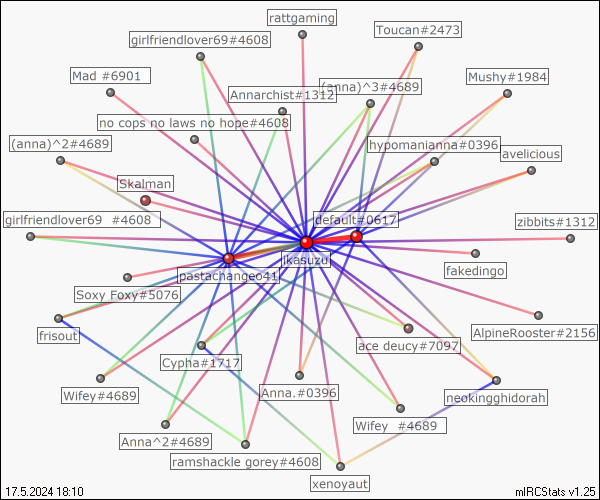 rattgaming
Toucan#2473
girlfriendlover69#4608
Mad #6901
Mushy#1984
Annarchist#1312
(anna)^3#4689
no cops no laws no hope#4608
(anna)^2#4689
hypomanianna#0396
avelicious
Skalman
girlfriendlover69 #4608
default#0617
zibbits#1312
ikasuzu
pastachangeo41
fakedingo
Soxy Foxy#5076
frisout
AlpineRooster#2156
ace deucy#7097
Cypha#1717
Wifey#4689
Anna.#0396
neokingghidorah
Wifey #4689
Anna^2#4689
ramshackle gorey#4608
xenoyaut
17.5.2024 18:10
mIRCStats v1.25